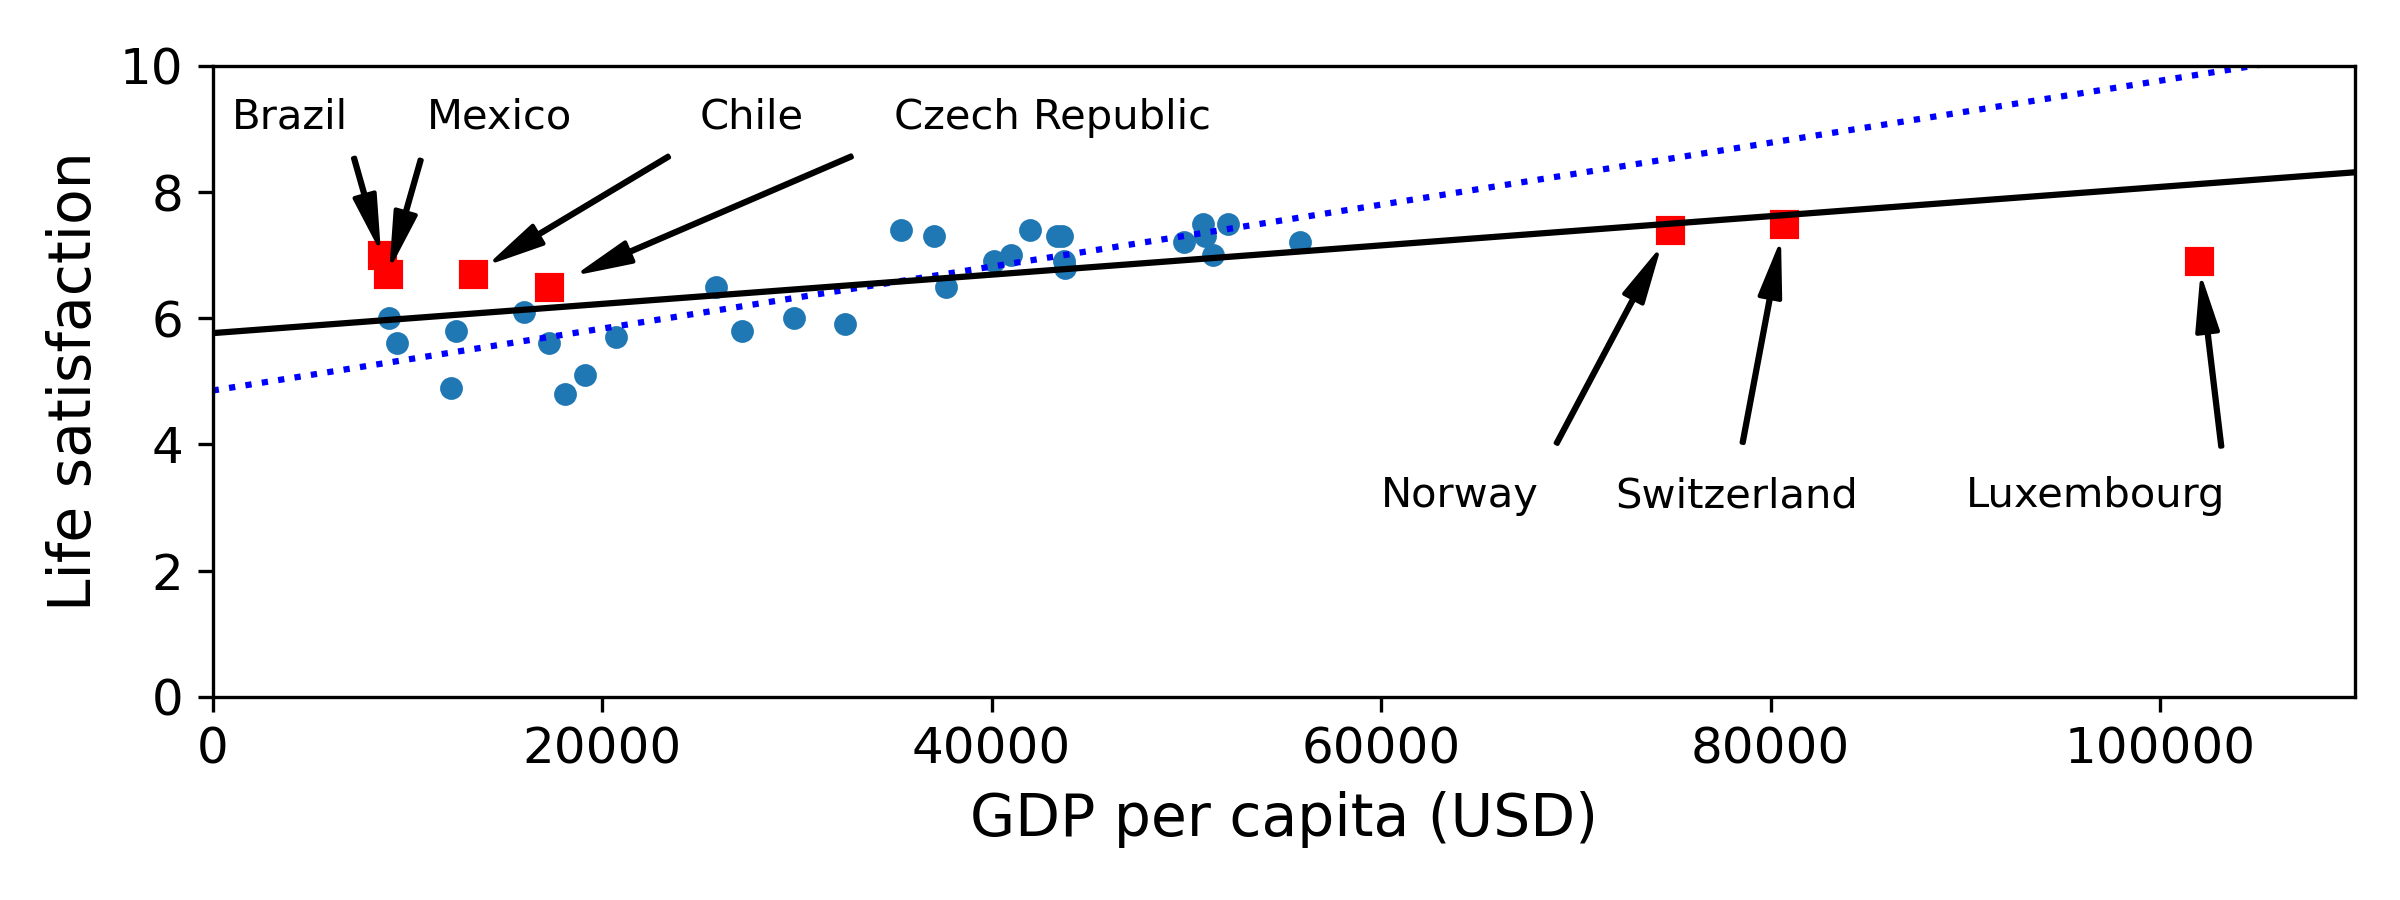 10
Brazil Mexico Chile Czech Republic
8
6
4
Norway Switzerland Luxembourg
2
0
Life satisfaction
0 20000 40000 60000 80000 100000
GDP per capita (USD)